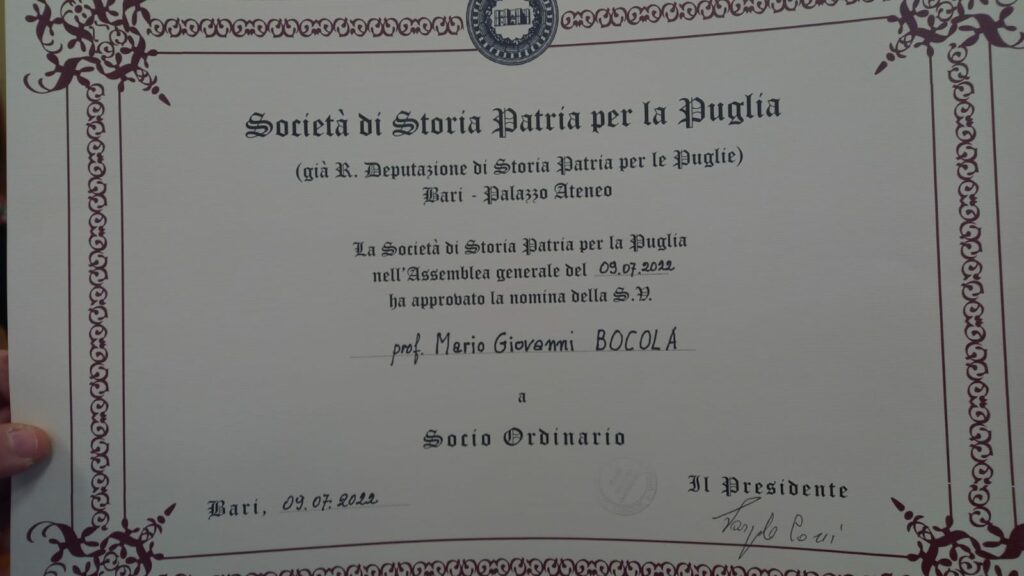 Società di Storia Patria per la Puglia
(già R. Deputazione di Storia Patria per le Puglie)
Bari - Palazzo Ateneo
La Società di Storia Patria per la Puglia
nell'Assemblea generale del 09.07.2022
ha approvato la nomina della S.V.
prof. Mario Giovanni BOCOLA
a
Socio Ordinario
Bari, 09.07.2022
Il Presidente